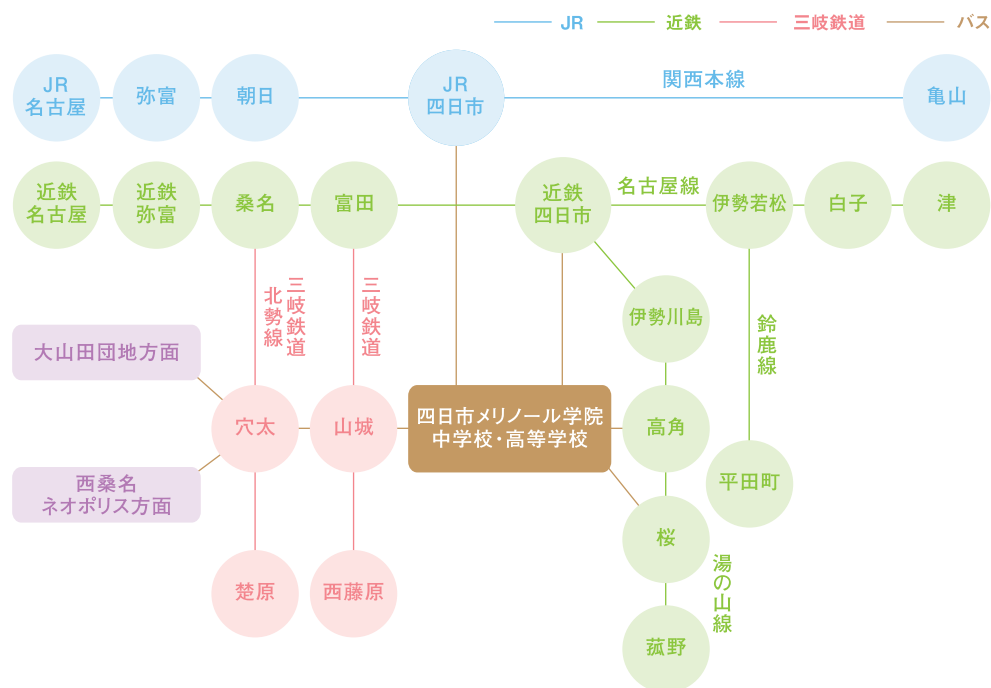 JR
近鉄
三岐鉄道
バス
JR
名古屋
弥富
朝日
JR
四日市
関西本線
亀山
近鉄
名古屋
近鉄
弥富
桑名
富田
近鉄
四日市
名古屋線
伊勢若松
白子
津
三岐鉄道
北勢線
三岐鉄道
伊勢川島
鈴鹿線
大山田団地方面
穴太
山城
四日市メリノール学院
中学校・高等学校
高角
平田町
西桑名
ネオポリス方面
桜
湯の山線
楚原
西藤原
菰野